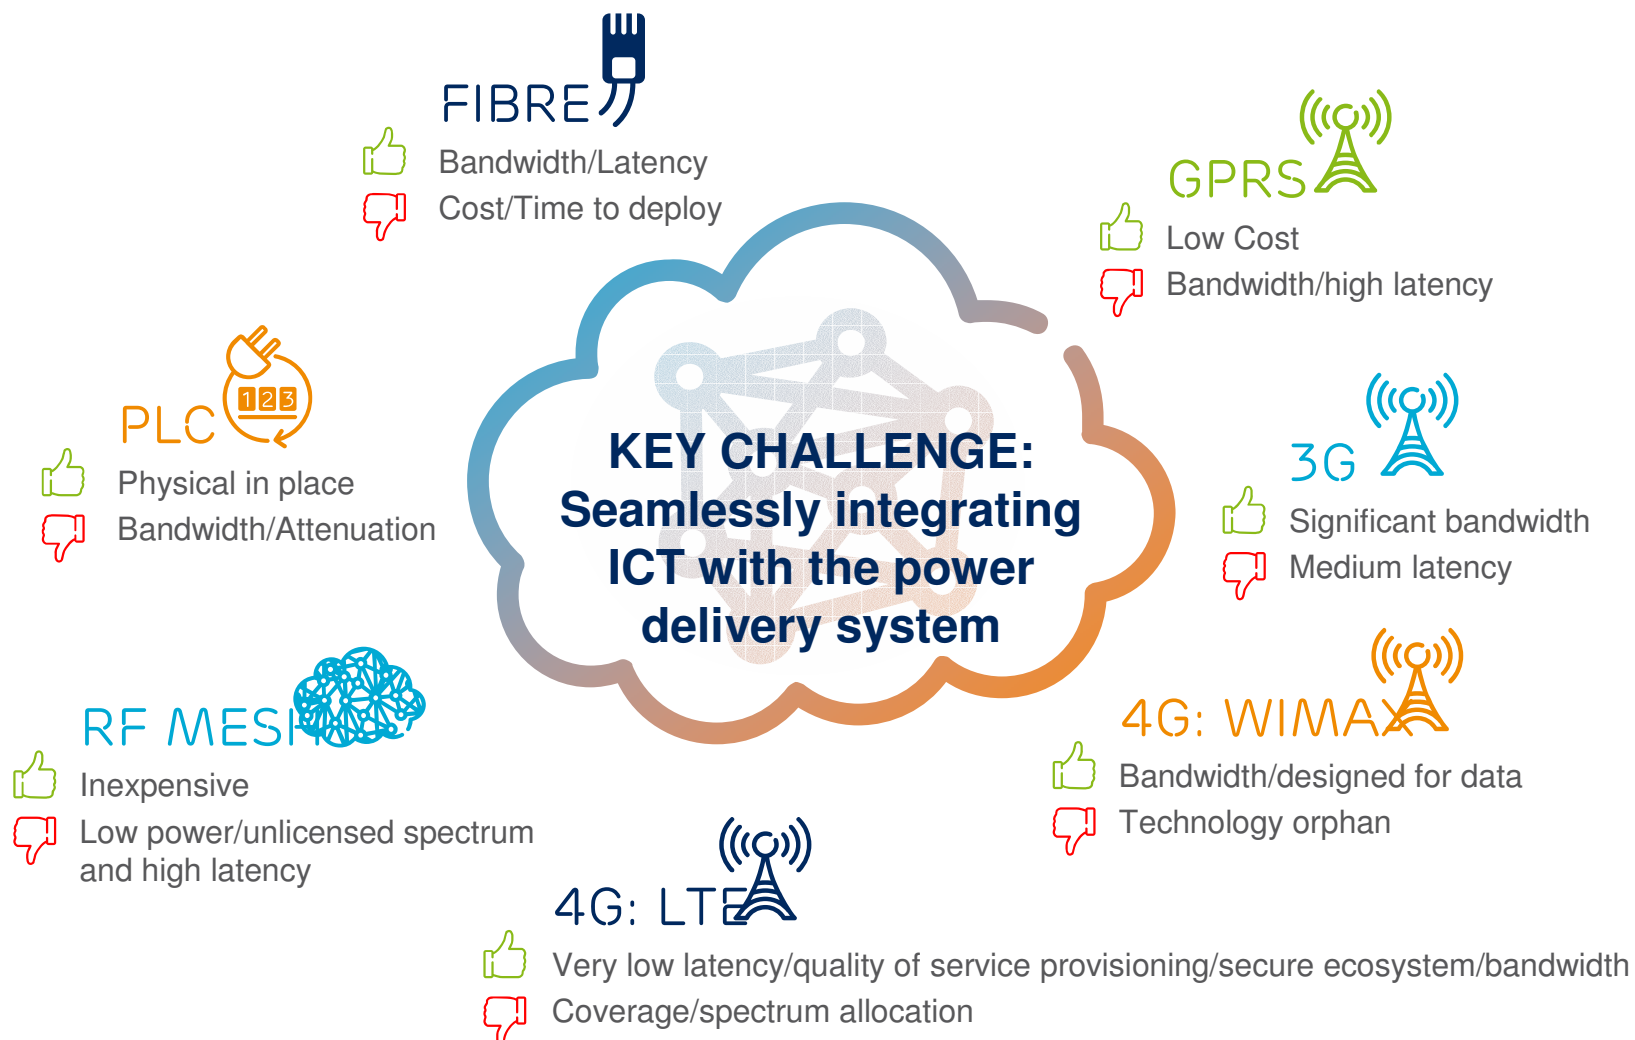 FIBRE
Bandwidth/Latency
Cost/Time to deploy
GPRS
Low Cost
Bandwidth/high latency
PLC
123
Physical in place
Bandwidth/Attenuation
KEY CHALLENGE:
Seamlessly integrating
ICT with the power
delivery system
3G
Significant bandwidth
Medium latency
RF MESH
Inexpensive
Low power/unlicensed spectrum
and high latency
4G: WIMAX
Bandwidth/designed for data
Technology orphan
4G: LTE
Very low latency/quality of service provisioning/secure ecosystem/bandwidth
Coverage/spectrum allocation